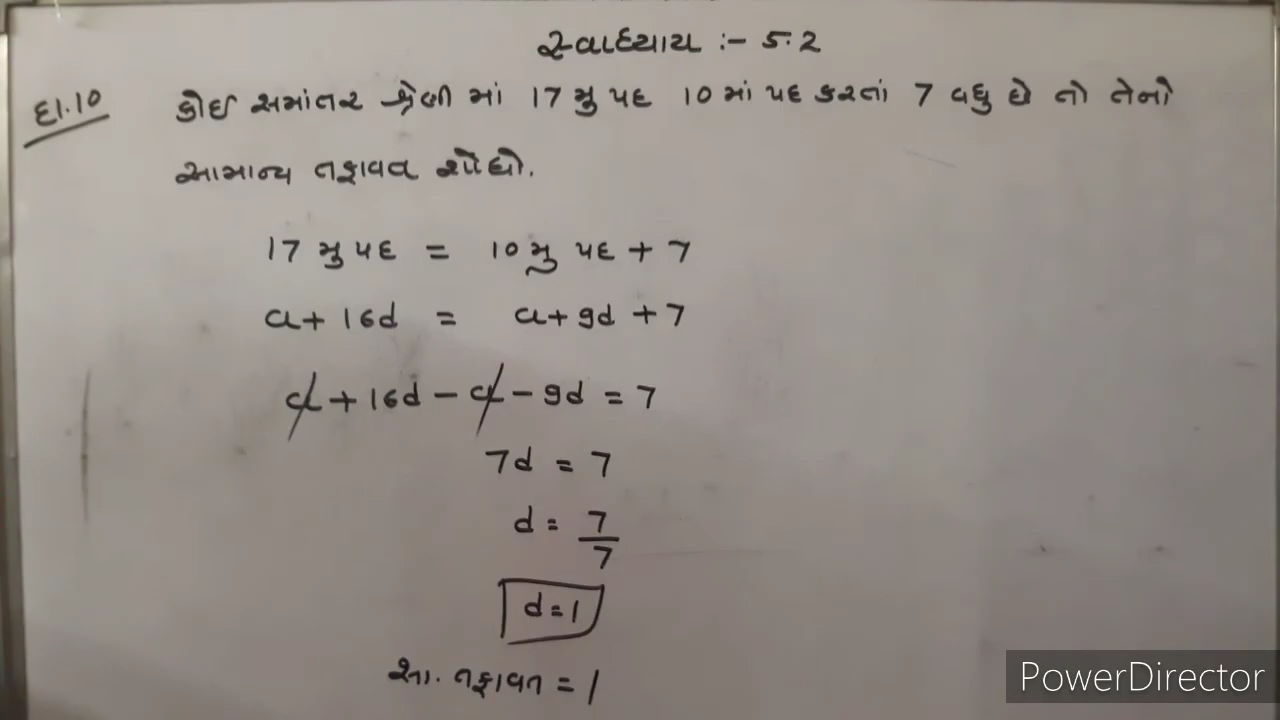 સ્વાધ્યાય :- 5.2
દા.10 કોઈ સમાંતર શ્રેણી માં 17 મુ પદ 10 માં પદ કરતાં 7 વધુ છે તો તેનો
સામાન્ય તફાવત શોધો.
17 મુ પદ = 10 મુ પદ + 7
a + 16d = a + 9d + 7
a + 16d - a - 9d = 7
7d = 7
d = 7/7
d = 1
સા. તફાવત = 1
PowerDirector